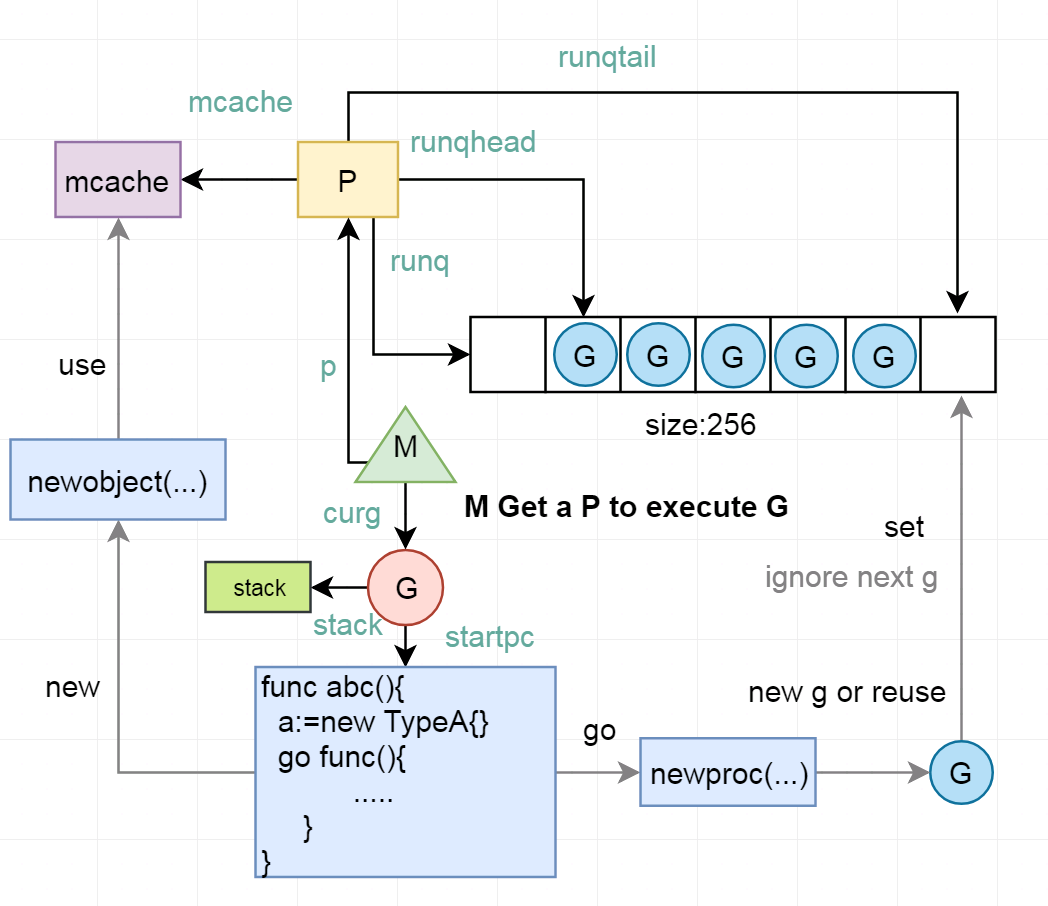 runqtail
mcache
runqhead
mcache
P
runq
use
p
G
G
G
G
G
size:256
M
newobject(...)
M Get a P to execute G
curg
set
stack
G
ignore next g
stack
startpc
new
func abc(){
a:=new TypeA{}
go func(){
.....
}
}
go
new g or reuse
newproc(...)
G